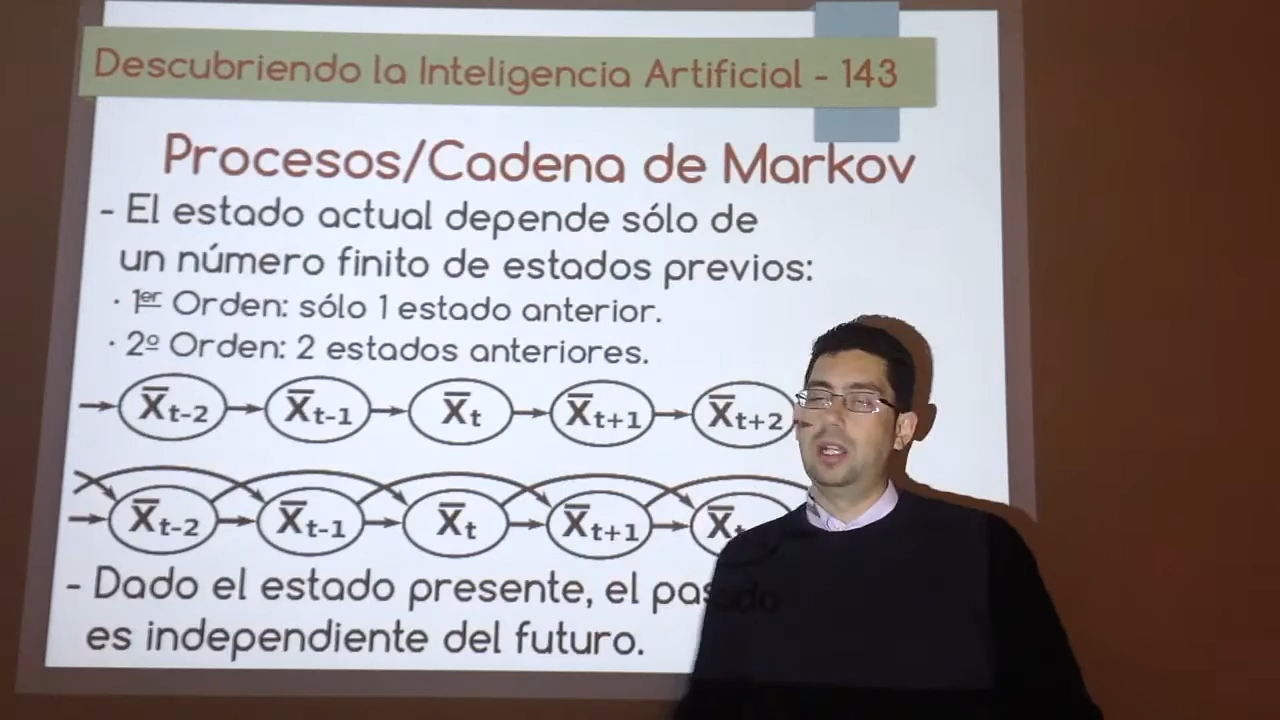 Descubriendo la Inteligencia Artificial - 143
Procesos/Cadena de Markov
- El estado actual depende sólo de
un número finito de estados previos:
· 1er Orden: sólo 1 estado anterior.
· 2º Orden: 2 estados anteriores.
X̅t-2 X̅t-1 X̅t X̅t+1 X̅t+2
X̅t-2 X̅t-1 X̅t X̅t+1 X̅t
- Dado el estado presente, el pasado
es independiente del futuro.